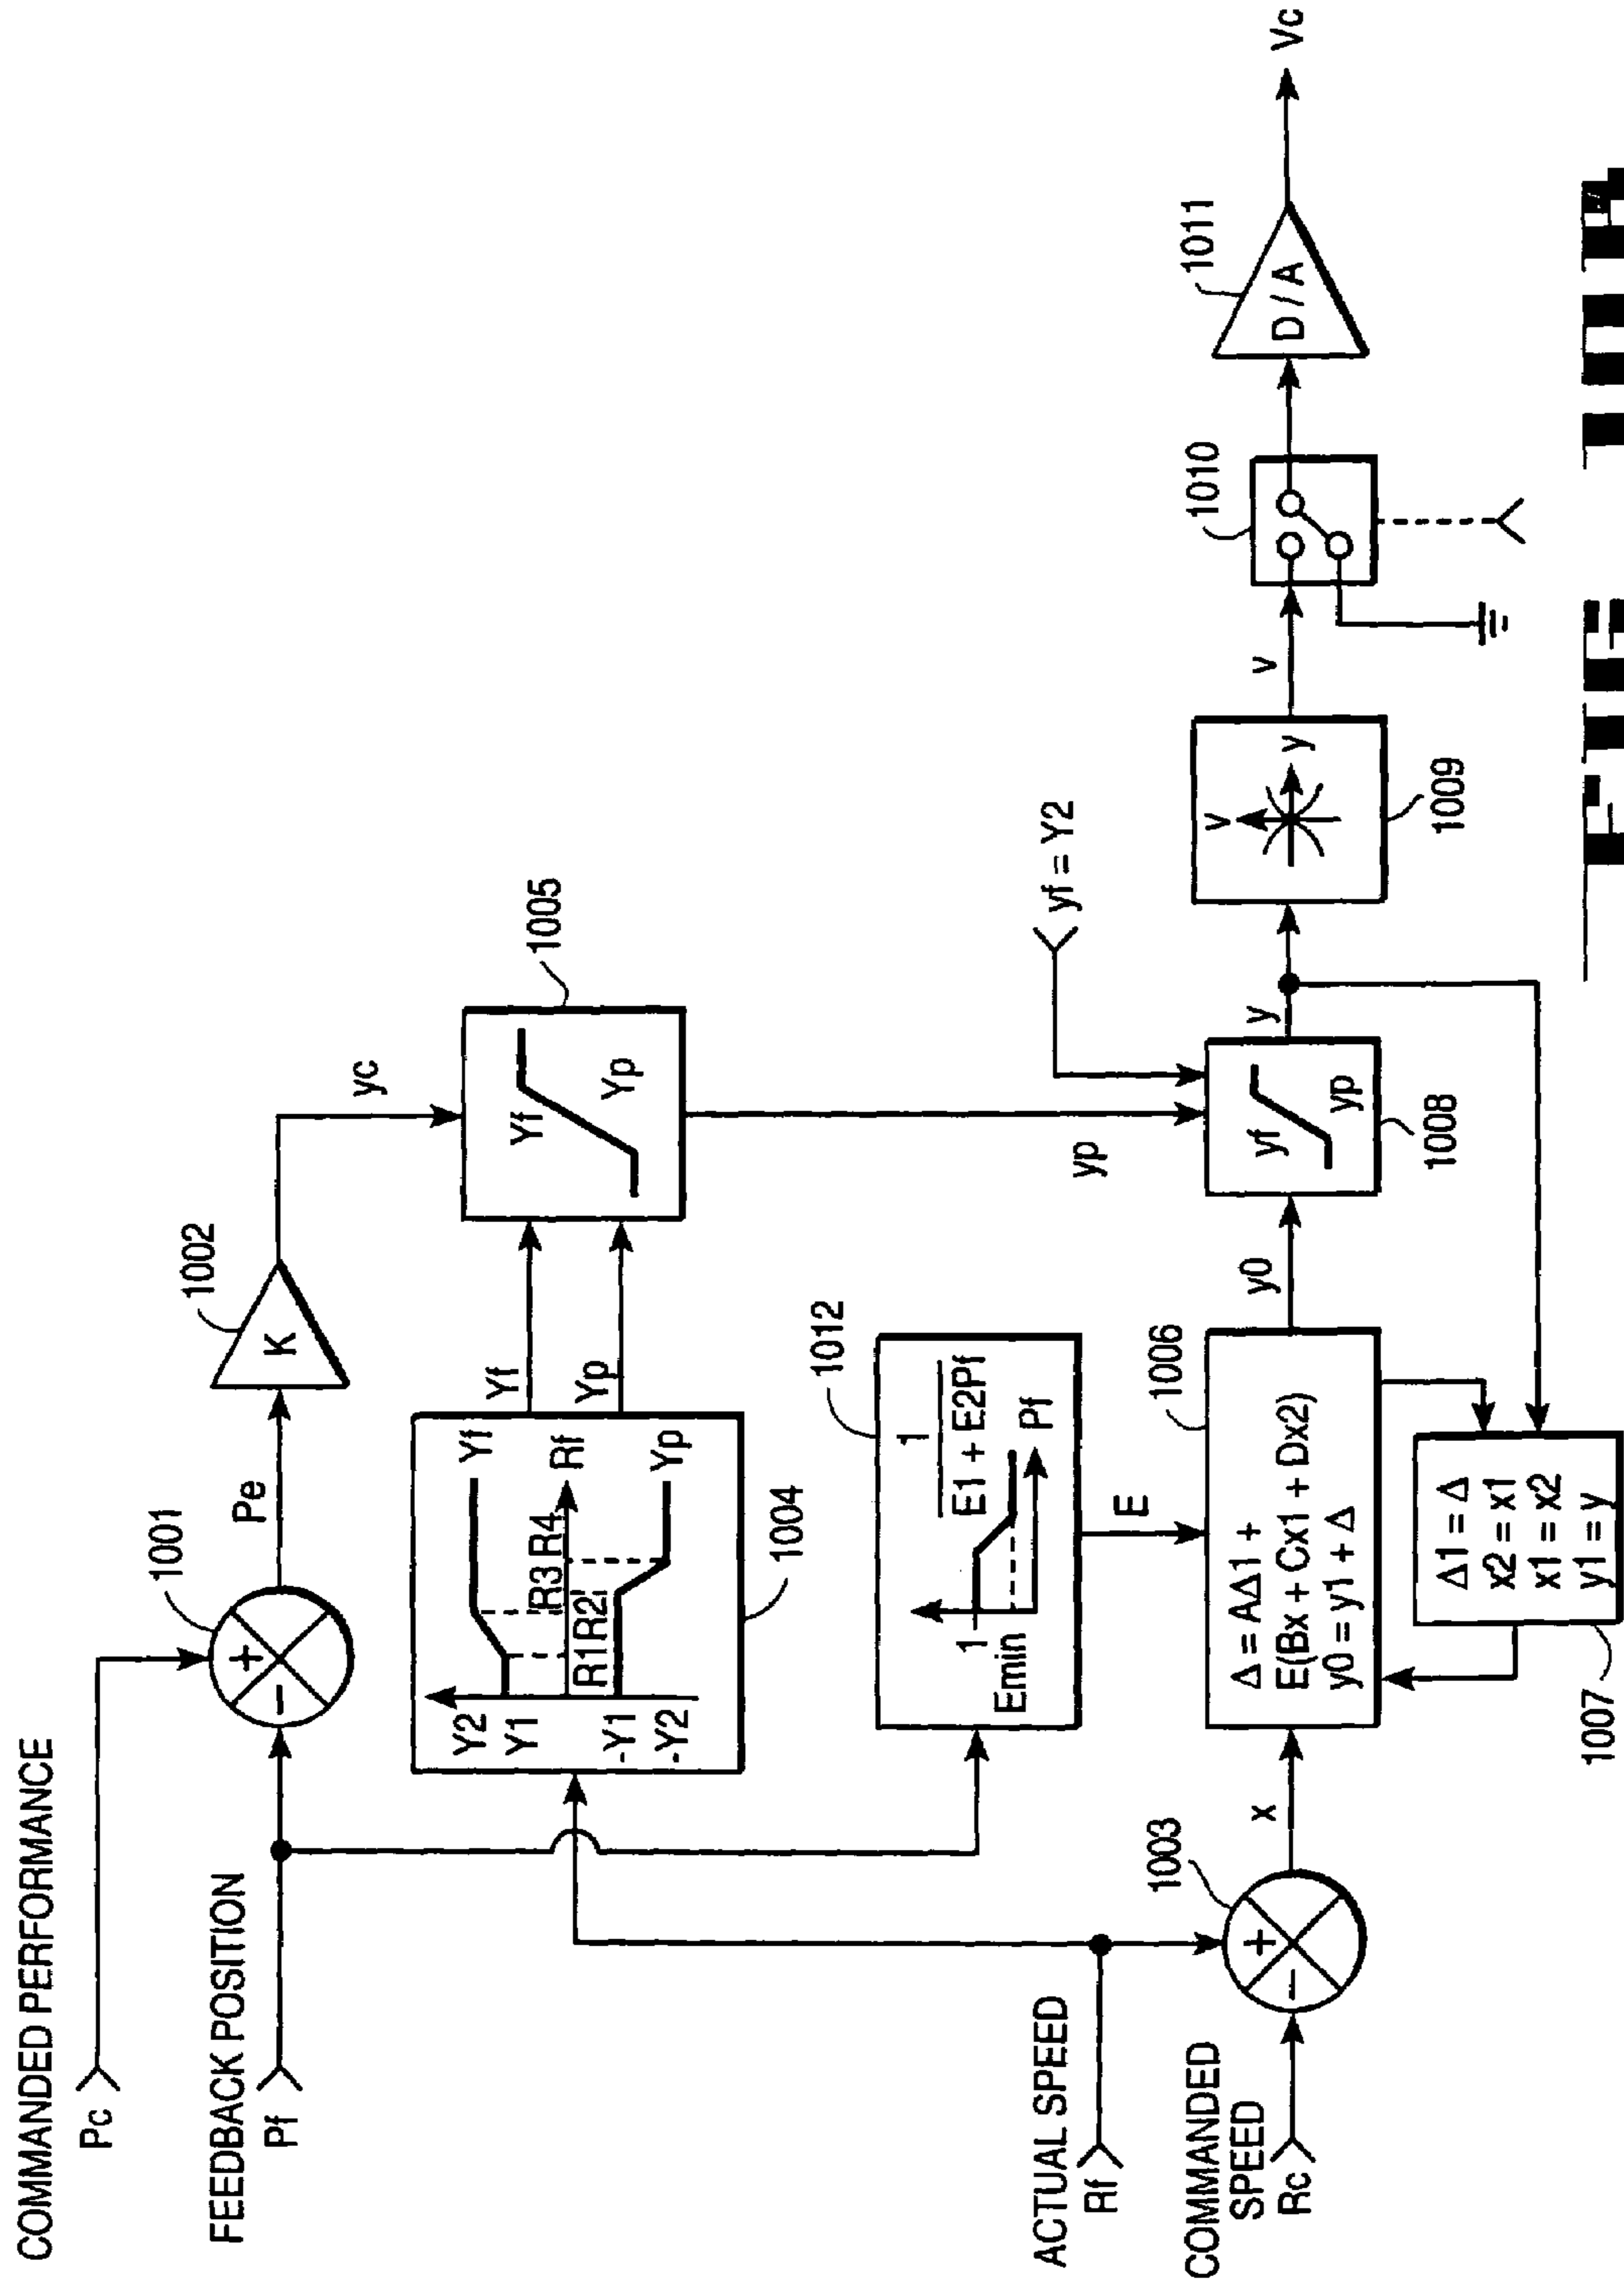 COMMANDED PERFORMANCE
Pc
FEEDBACK POSITION
Pf
1001
+
−
Pe
1002
K
yc
1005
Yf
Yp
Yf
Yp
Y2
Y1
-Y1
-Y2
R1R2
R3 R4
Yf
Rf
Yp
1004
1012
1
E1 + E2Pf
1
Emin
Pf
E
ACTUAL SPEED
Rf
COMMANDED
SPEED
Rc
1003
+
−
x
1006
Δ = AΔ1 +
E(Bx + Cx1 + Dx2)
y0 = y1 + Δ
1007
Δ1 = Δ
x2 = x1
x1 = x2
y1 = y
y0
yp
yf = Y2
yf
yp
1008
y
v
y
1009
v
1010
1011
D / A
Vc